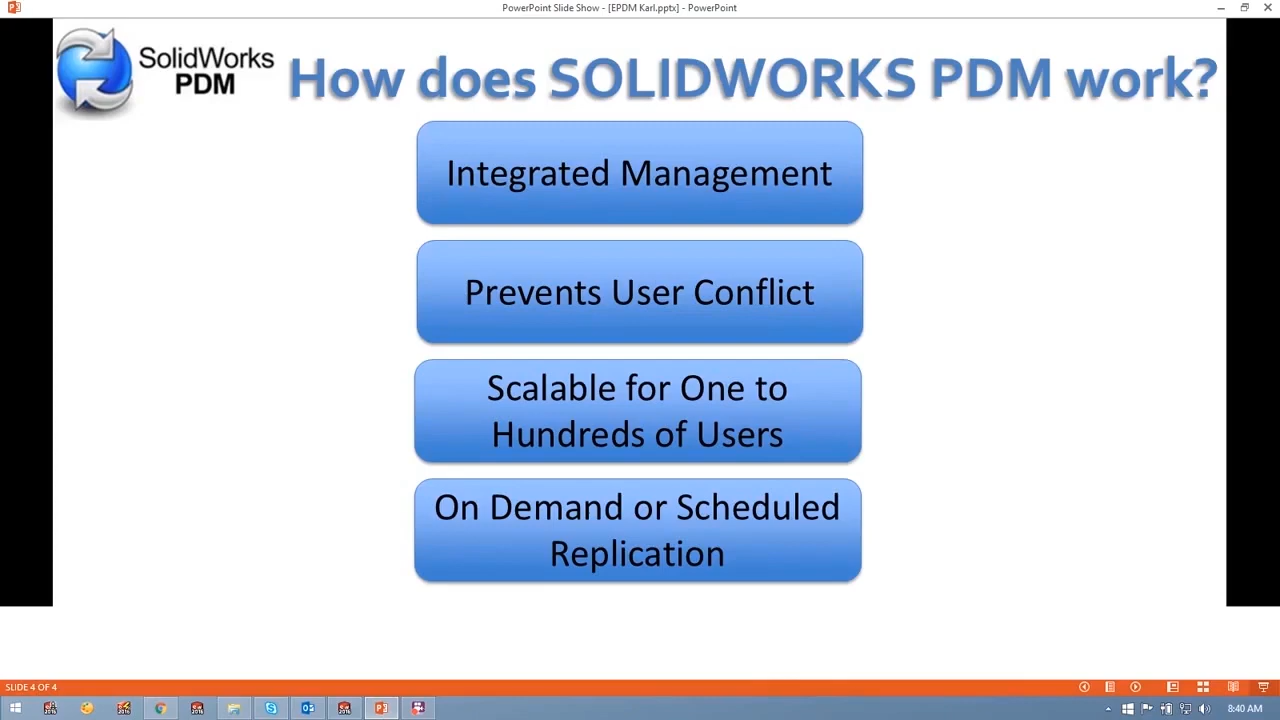 PowerPoint Slide Show - [EPDM Karl.pptx] - PowerPoint
SolidWorks
PDM
How does SOLIDWORKS PDM work?
Integrated Management
Prevents User Conflict
Scalable for One to
Hundreds of Users
On Demand or Scheduled
Replication
SLIDE 4 OF 4
8:40 AM